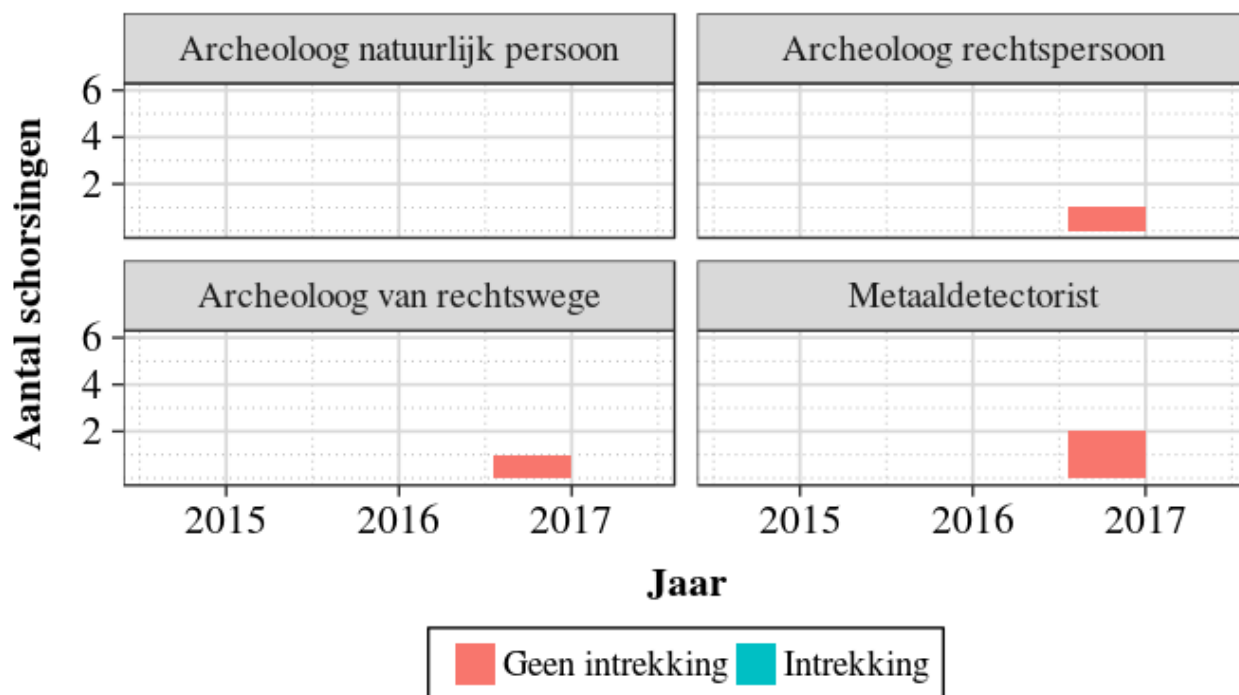 Archeoloog natuurlijk persoon
Archeoloog rechtspersoon
6
4
2
Aantal schorsingen
Archeoloog van rechtswege
Metaaldetectorist
6
4
2
2015 2016 2017
2015 2016 2017
Jaar
Geen intrekking
Intrekking